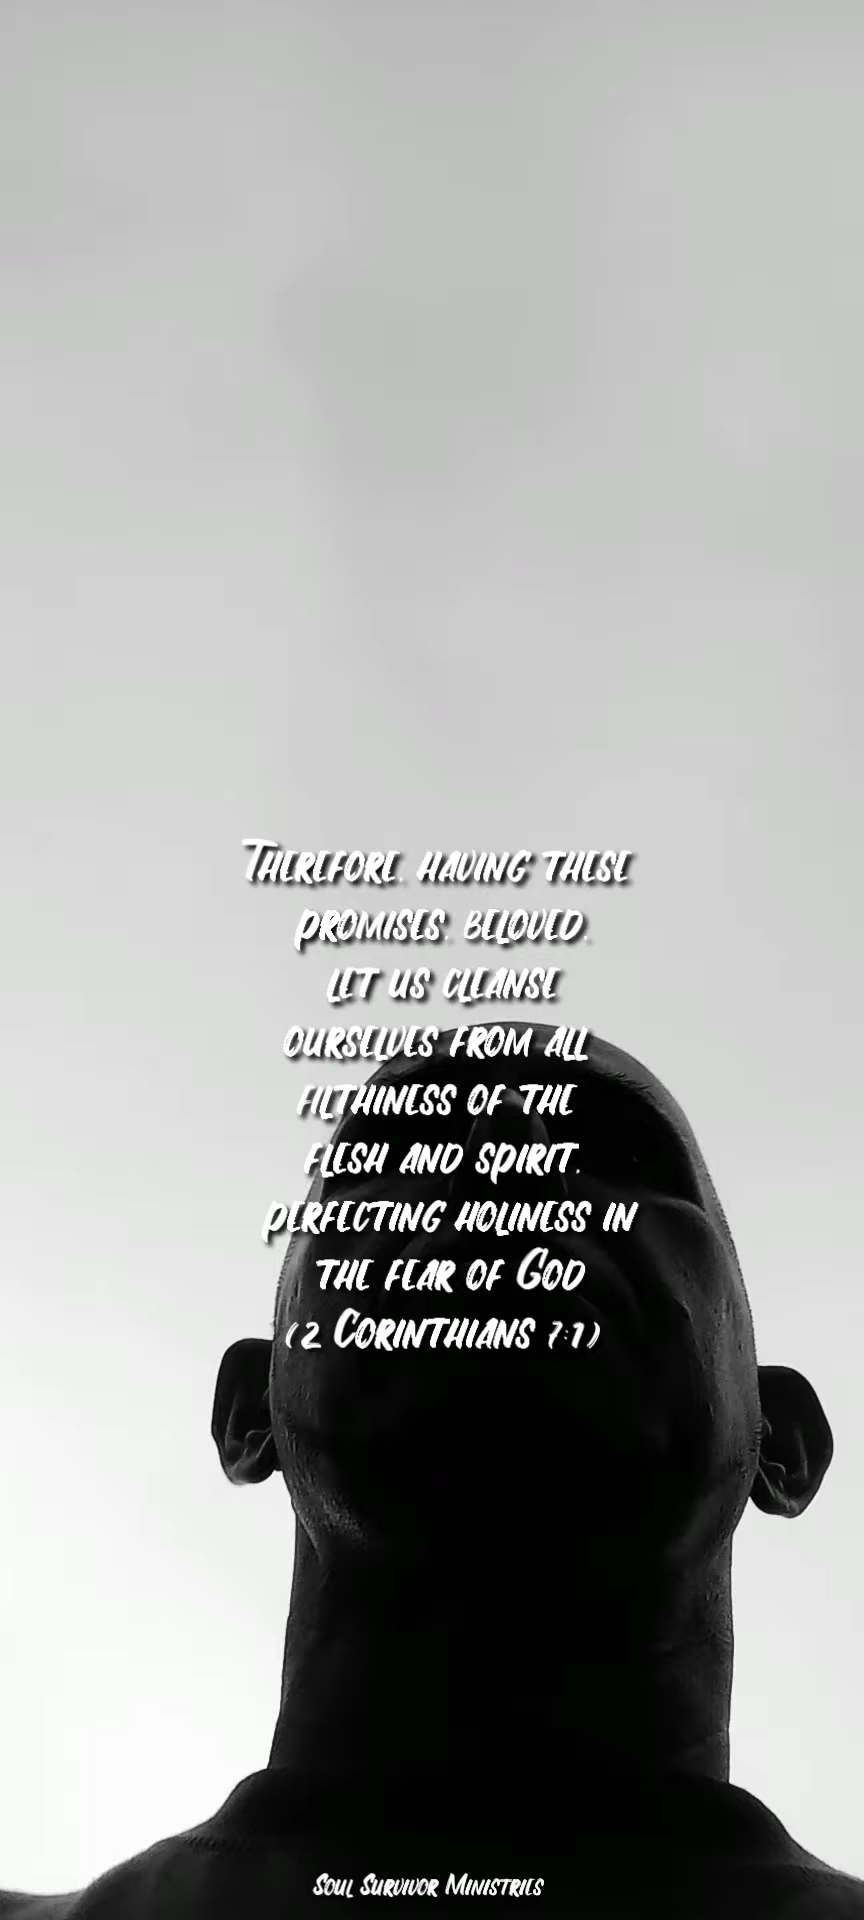 Therefore, having these
promises, beloved,
let us cleanse
ourselves from all
filthiness of the
flesh and spirit,
perfecting holiness in
the fear of God
(2 Corinthians 7:1)
Soul Survivor Ministries